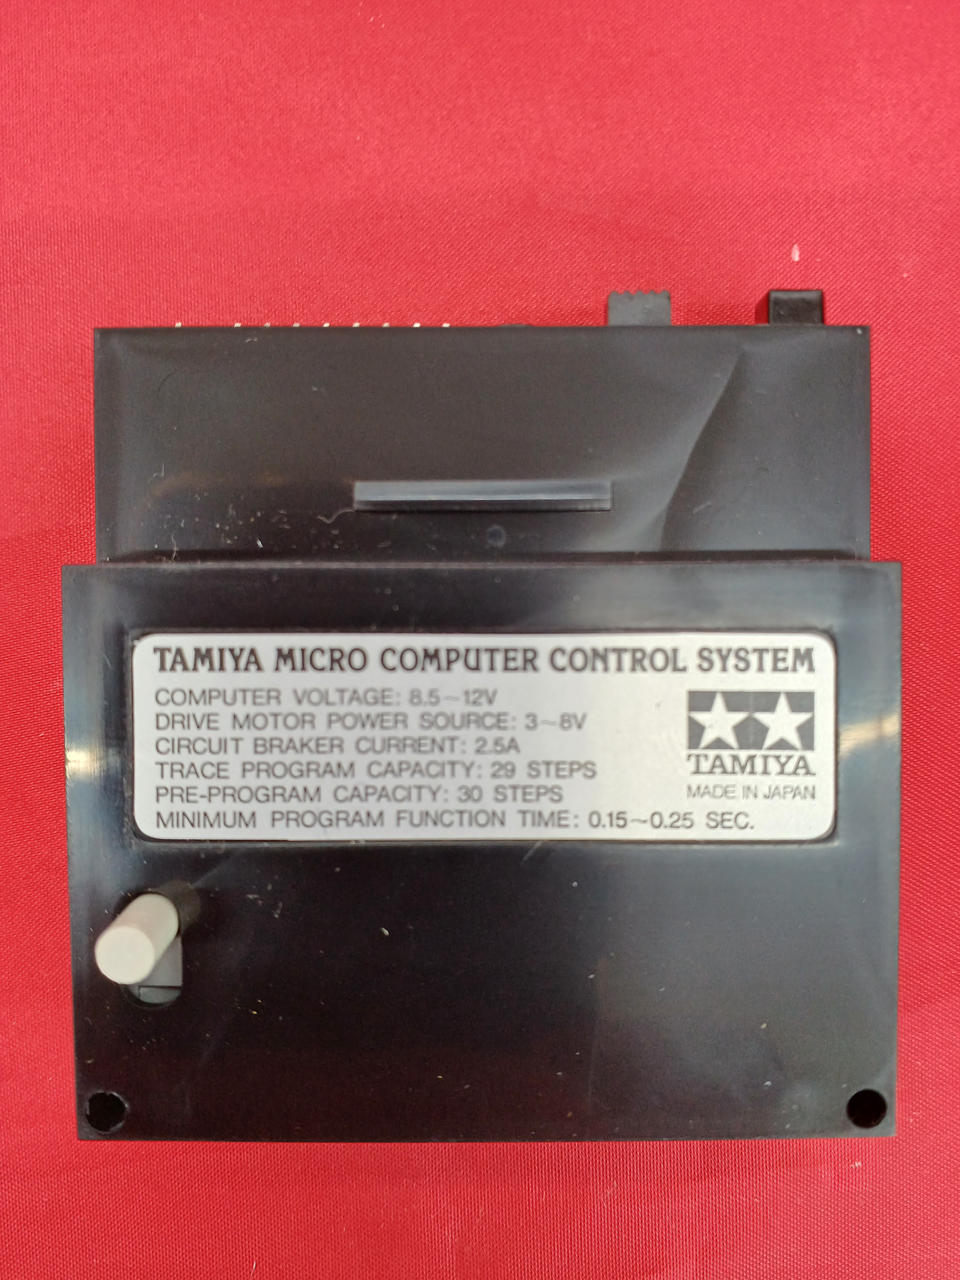 TAMIYA MICRO COMPUTER CONTROL SYSTEM
COMPUTER VOLTAGE: 8.5~12V
DRIVE MOTOR POWER SOURCE: 3~8V
CIRCUIT BRAKER CURRENT: 2.5A
TRACE PROGRAM CAPACITY: 29 STEPS
PRE-PROGRAM CAPACITY: 30 STEPS
MINIMUM PROGRAM FUNCTION TIME: 0.15~0.25 SEC.
TAMIYA
MADE IN JAPAN